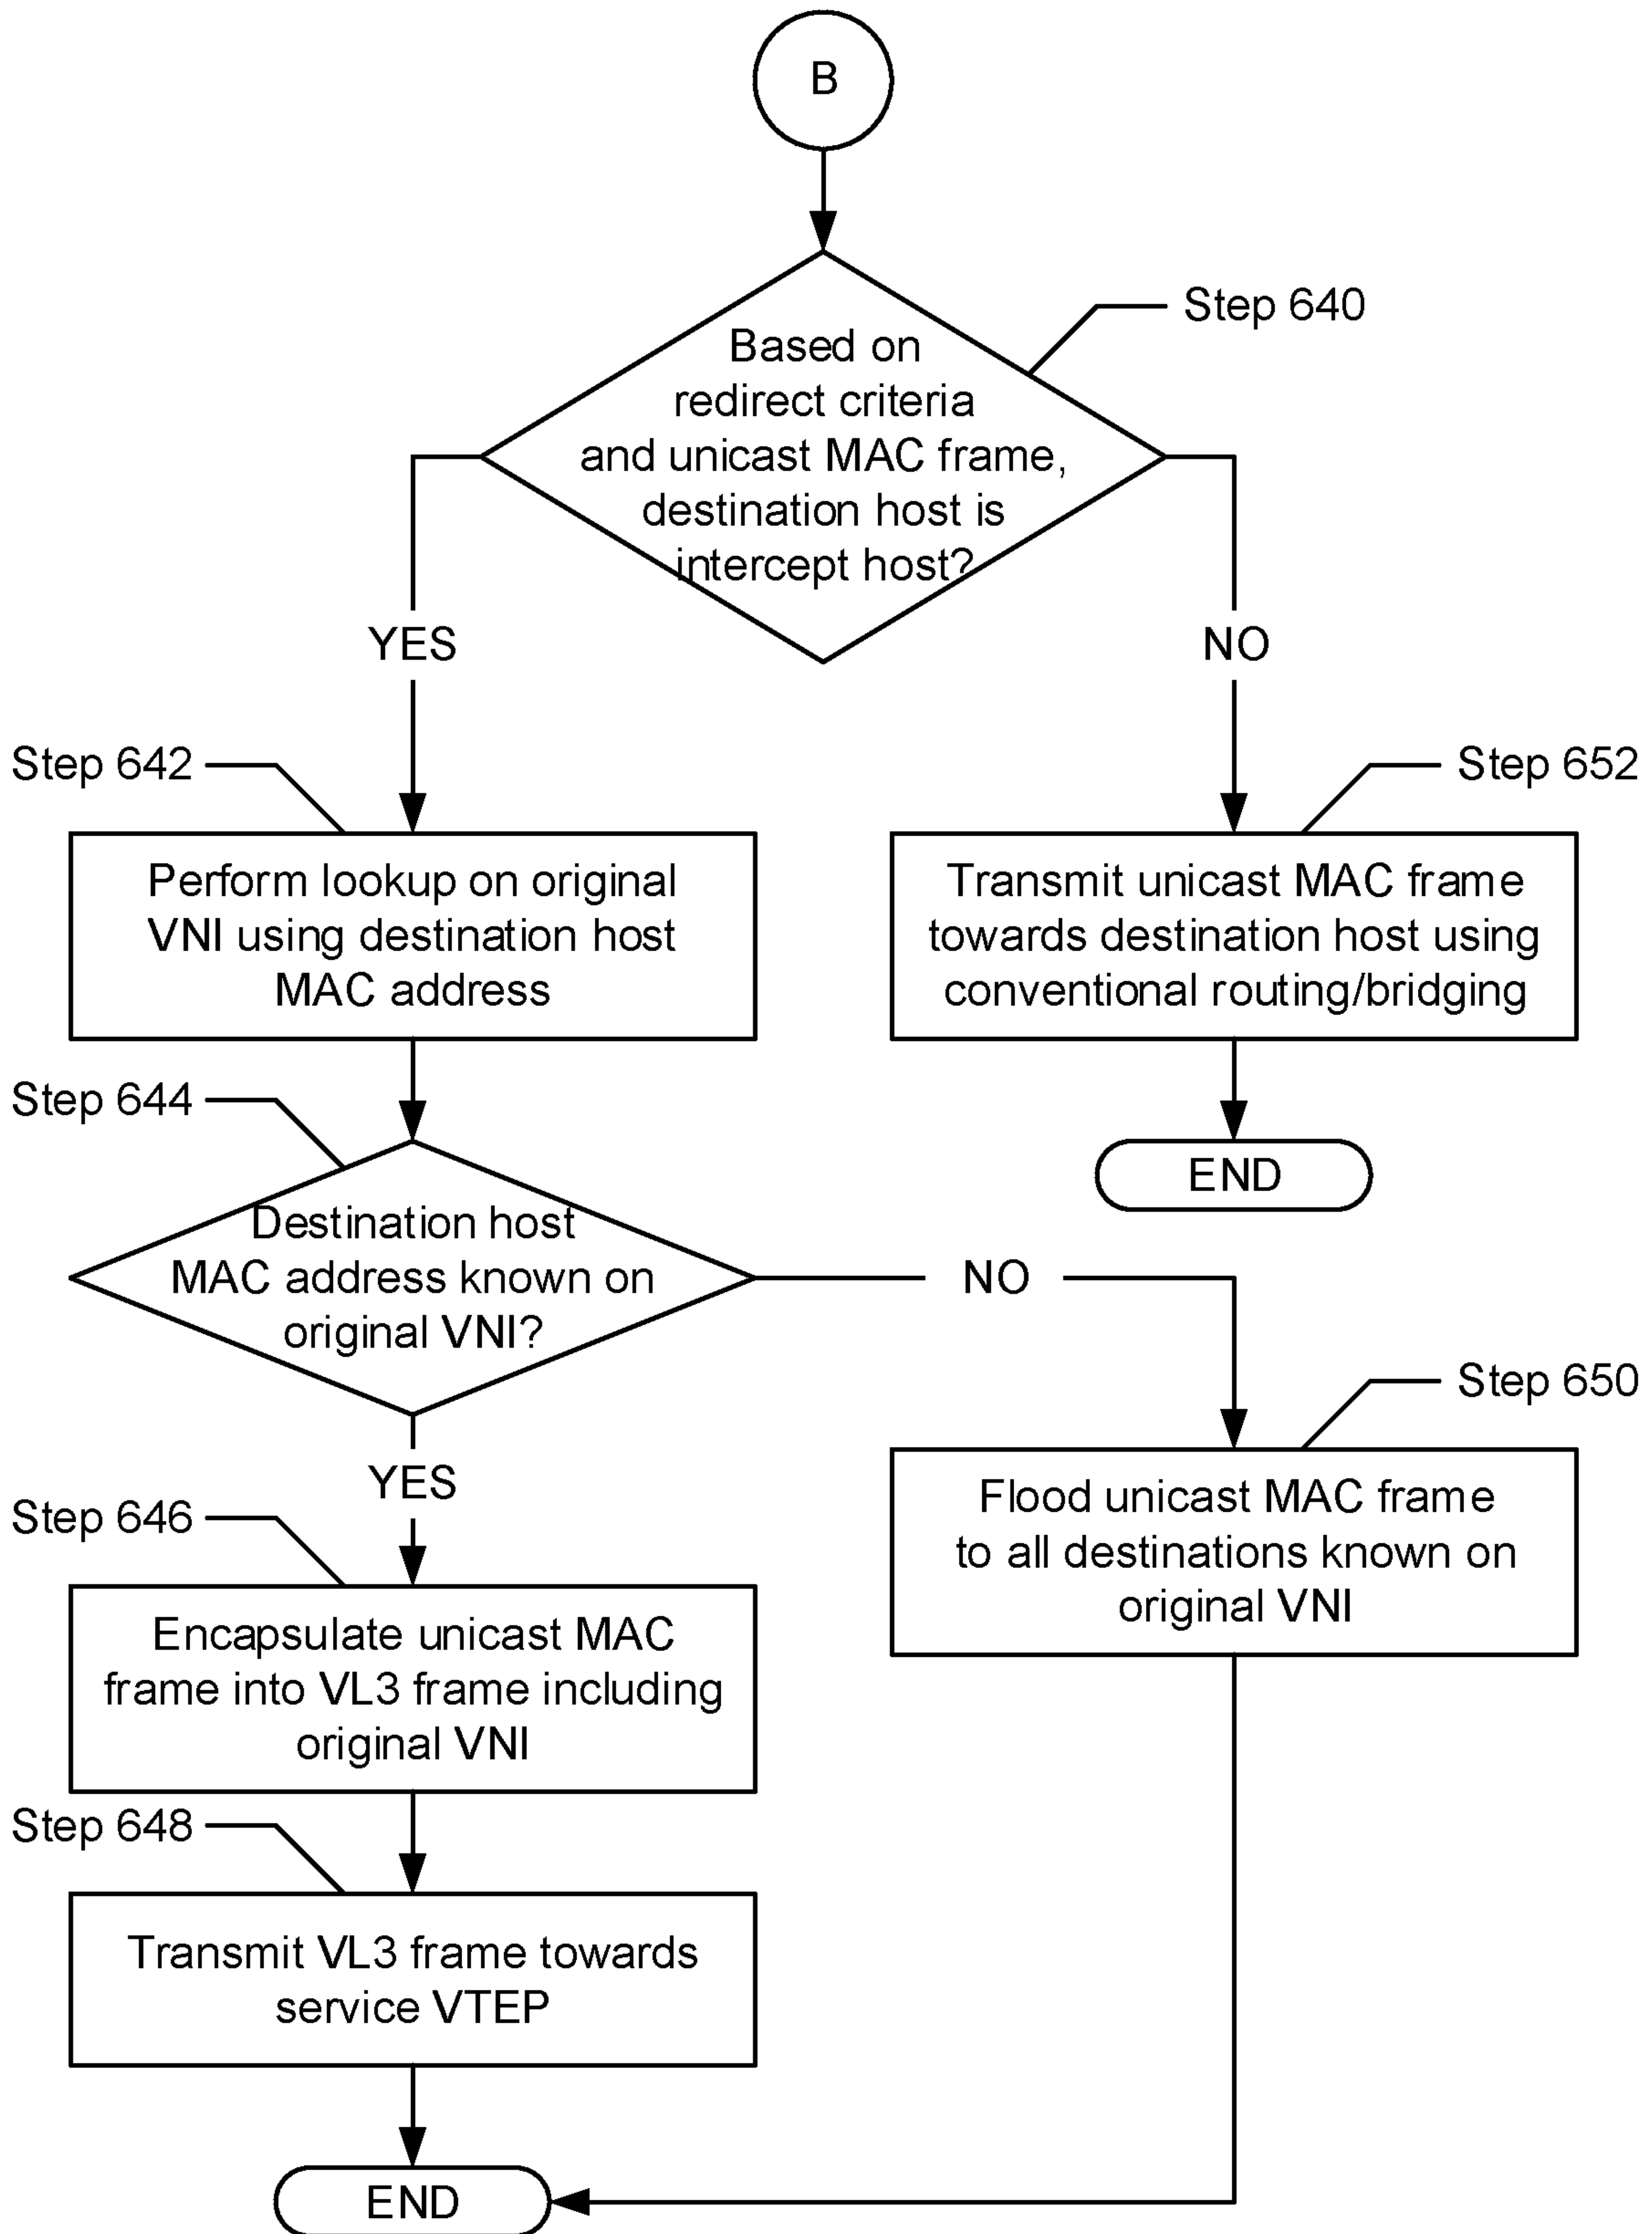 B
Step 640
Based on
redirect criteria
and unicast MAC frame,
destination host is
intercept host?
YES
NO
Step 642
Step 652
Perform lookup on original
VNI using destination host
MAC address
Transmit unicast MAC frame
towards destination host using
conventional routing/bridging
Step 644
END
Destination host
MAC address known on
original VNI?
NO
Step 650
YES
Flood unicast MAC frame
to all destinations known on
original VNI
Step 646
Encapsulate unicast MAC
frame into VL3 frame including
original VNI
Step 648
Transmit VL3 frame towards
service VTEP
END